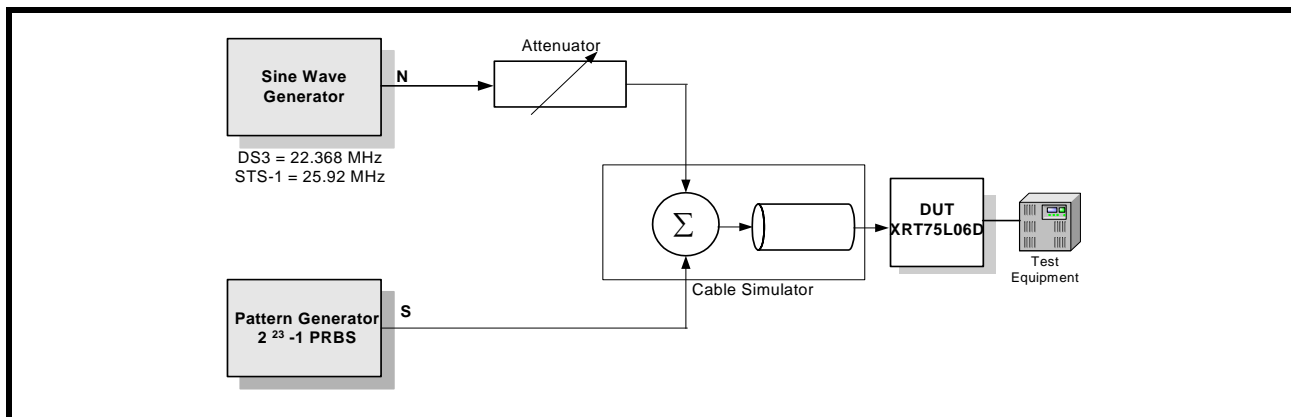 Attenuator
Sine Wave
Generator
N
DS3 = 22.368 MHz
STS-1 = 25.92 MHz
Σ
DUT
XRT75L06D
Test
Equipment
Cable Simulator
Pattern Generator
2 ²³ -1 PRBS
S